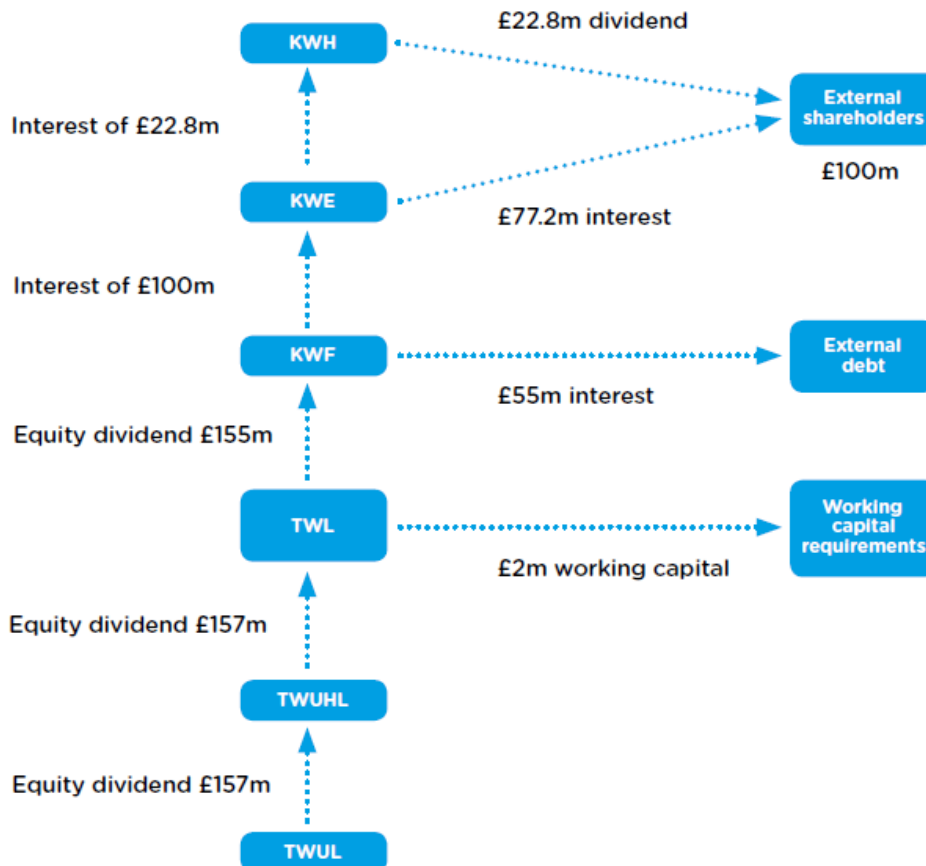 £22.8m dividend
KWH
External
shareholders
£100m
Interest of £22.8m
KWE
£77.2m interest
Interest of £100m
KWF
External
debt
£55m interest
Equity dividend £155m
TWL
Working
capital
requirements
£2m working capital
Equity dividend £157m
TWUHL
Equity dividend £157m
TWUL